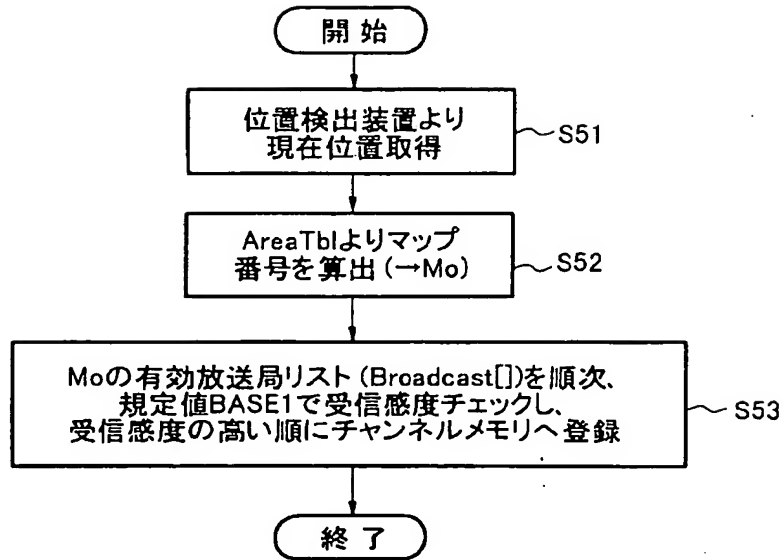 開 始
位置検出装置より
現在位置取得
S51
AreaTblよりマップ
番号を算出 (→Mo)
S52
Moの有効放送局リスト (Broadcast[])を順次、
規定値BASE1で受信感度チェックし、
受信感度の高い順にチャンネルメモリへ登録
S53
終 了